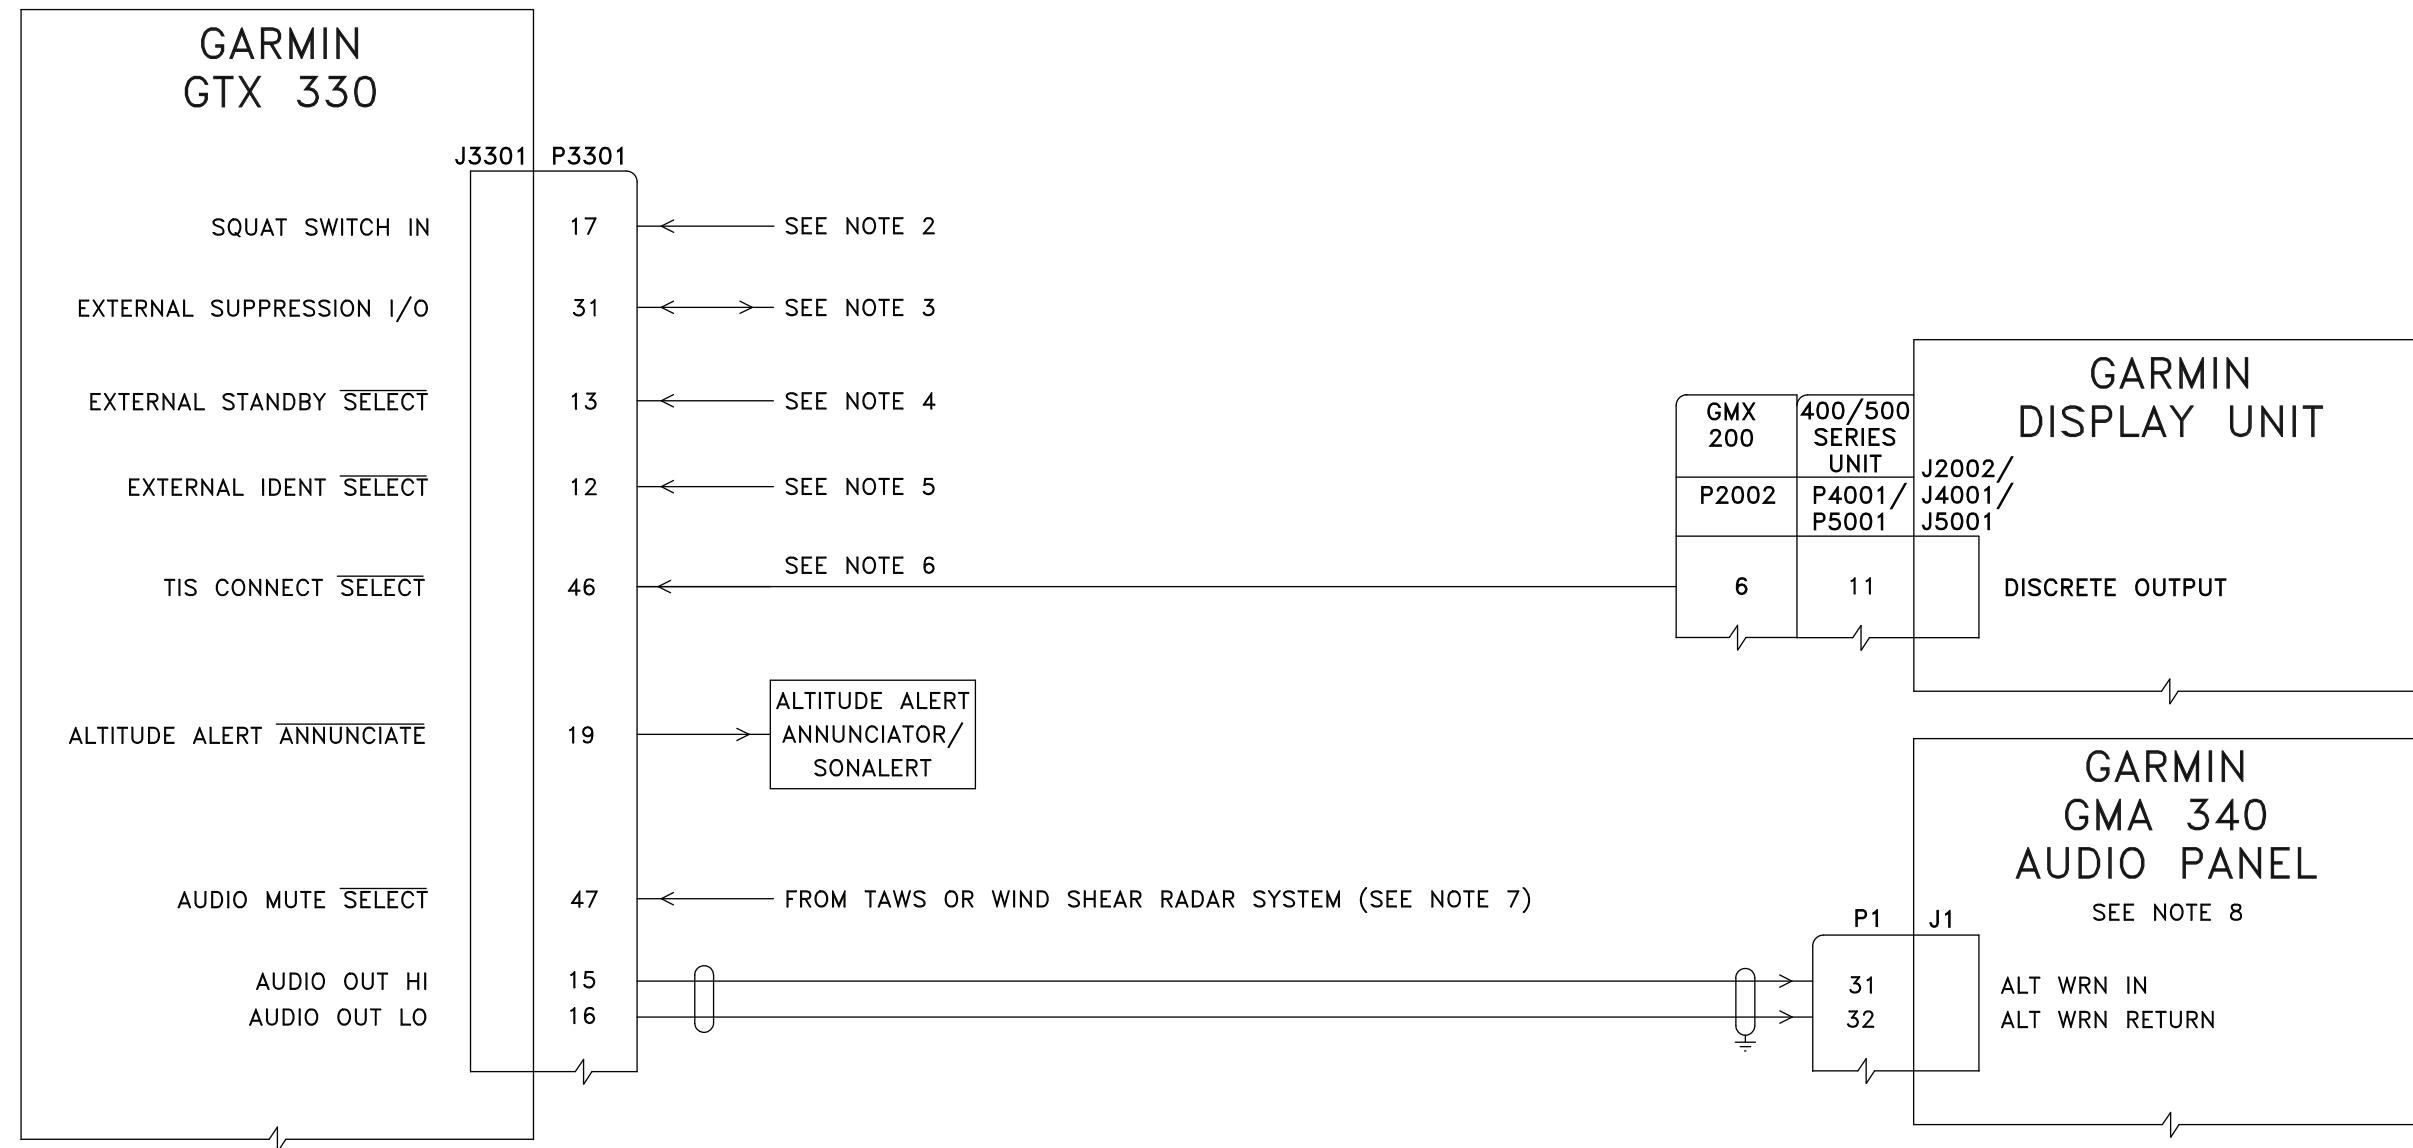 GARMIN
GTX 330
J3301 P3301
SQUAT SWITCH IN 17 SEE NOTE 2
EXTERNAL SUPPRESSION I/O 31 SEE NOTE 3
EXTERNAL STANDBY SELECT 13 SEE NOTE 4
EXTERNAL IDENT SELECT 12 SEE NOTE 5
SEE NOTE 6
TIS CONNECT SELECT 46
ALTITUDE ALERT ANNUNCIATE 19
ALTITUDE ALERT
ANNUNCIATOR/
SONALERT
AUDIO MUTE SELECT 47 FROM TAWS OR WIND SHEAR RADAR SYSTEM (SEE NOTE 7)
AUDIO OUT HI 15
AUDIO OUT LO 16
GARMIN
DISPLAY UNIT
GMX
200
400/500
SERIES
UNIT
P2002
P4001/
P5001
J2002/
J4001/
J5001
6 11 DISCRETE OUTPUT
GARMIN
GMA 340
AUDIO PANEL
SEE NOTE 8
P1 J1
31 ALT WRN IN
32 ALT WRN RETURN